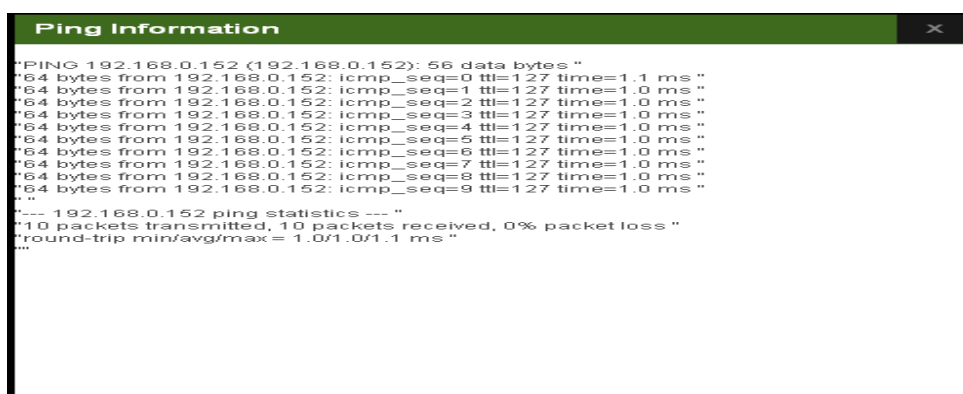 Ping Information
×
"PING 192.168.0.152 (192.168.0.152): 56 data bytes "
"64 bytes from 192.168.0.152: icmp_seq=0 ttl=127 time=1.1 ms "
"64 bytes from 192.168.0.152: icmp_seq=1 ttl=127 time=1.0 ms "
"64 bytes from 192.168.0.152: icmp_seq=2 ttl=127 time=1.0 ms "
"64 bytes from 192.168.0.152: icmp_seq=3 ttl=127 time=1.0 ms "
"64 bytes from 192.168.0.152: icmp_seq=4 ttl=127 time=1.0 ms "
"64 bytes from 192.168.0.152: icmp_seq=5 ttl=127 time=1.0 ms "
"64 bytes from 192.168.0.152: icmp_seq=6 ttl=127 time=1.0 ms "
"64 bytes from 192.168.0.152: icmp_seq=7 ttl=127 time=1.0 ms "
"64 bytes from 192.168.0.152: icmp_seq=8 ttl=127 time=1.0 ms "
"64 bytes from 192.168.0.152: icmp_seq=9 ttl=127 time=1.0 ms "
" "
"--- 192.168.0.152 ping statistics --- "
"10 packets transmitted, 10 packets received, 0% packet loss "
"round-trip min/avg/max = 1.0/1.0/1.1 ms "
""